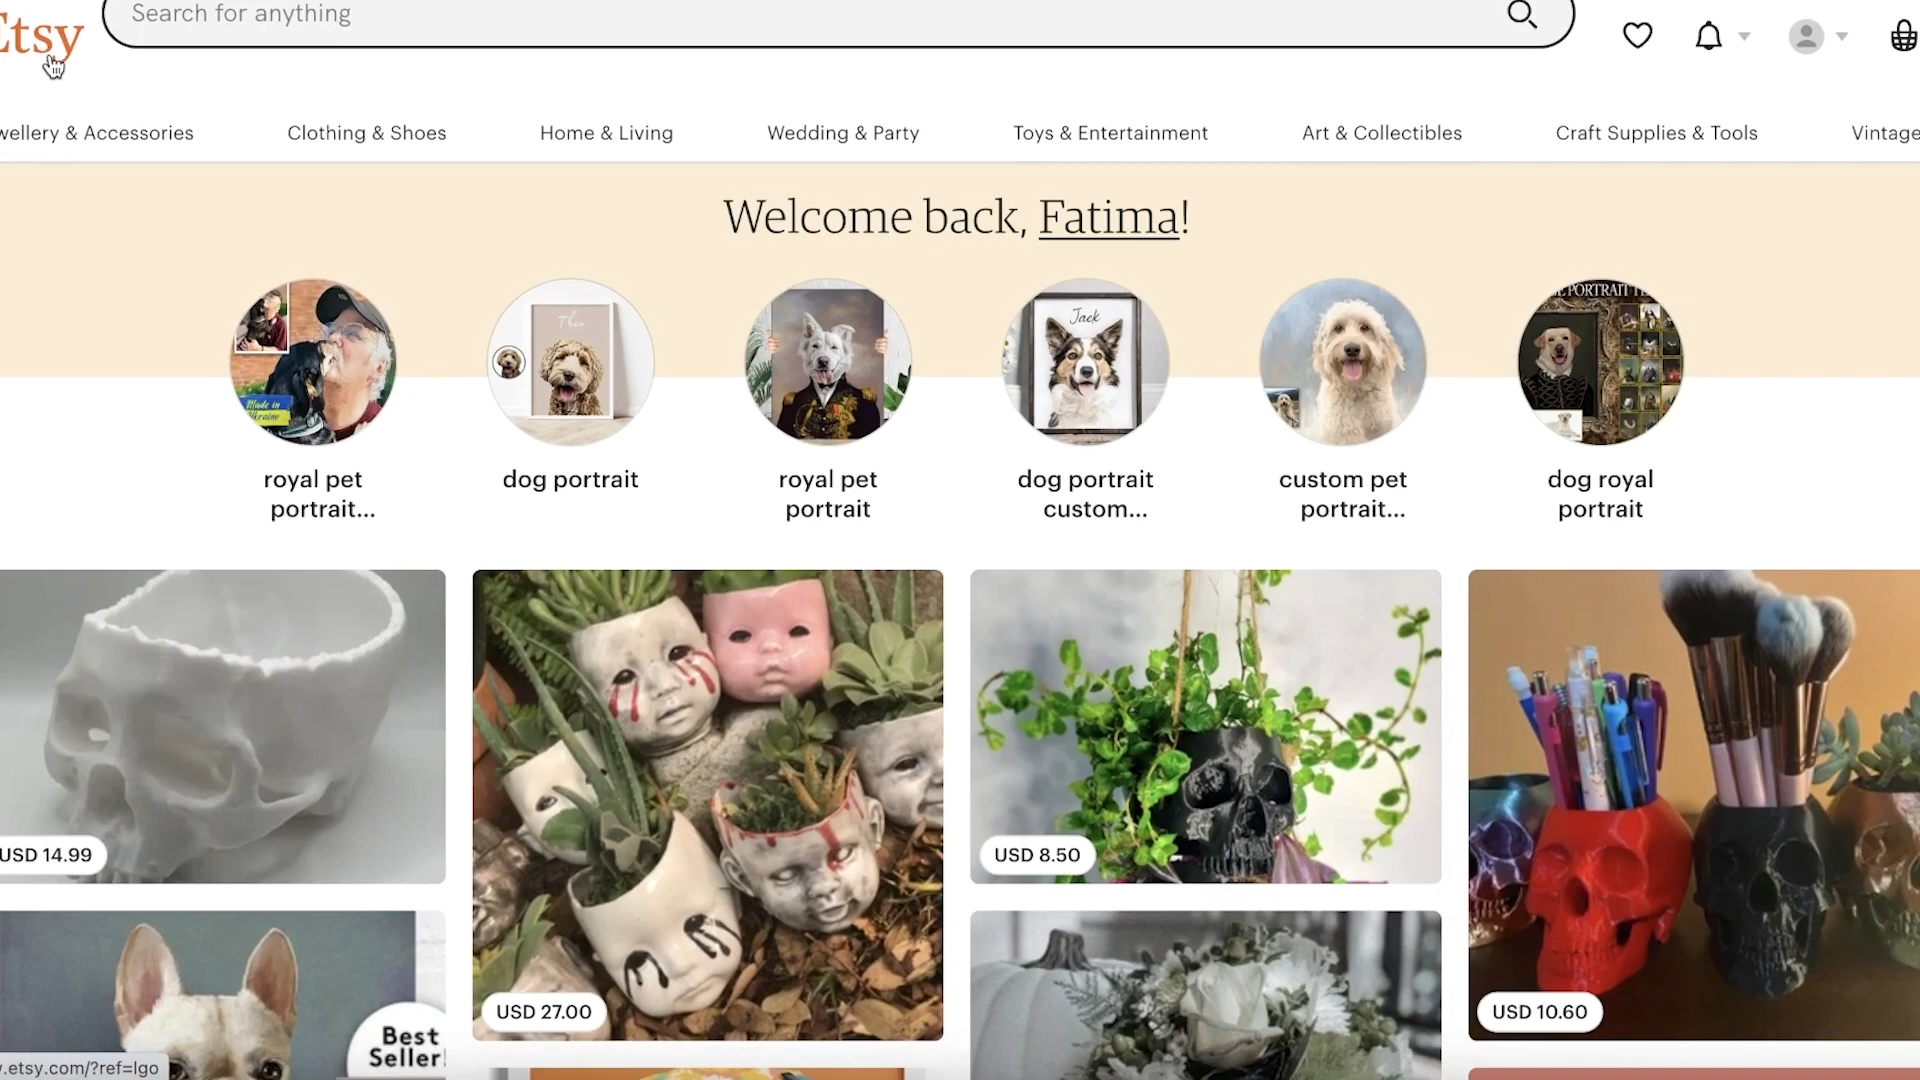 Etsy
Search for anything
wellery & Accessories
Clothing & Shoes
Home & Living
Wedding & Party
Toys & Entertainment
Art & Collectibles
Craft Supplies & Tools
Vintage
Welcome back, Fatima!
Made in
Ukraine
Theo
Jack
PORTRAIT
royal pet
portrait...
dog portrait
royal pet
portrait
dog portrait
custom...
custom pet
portrait...
dog royal
portrait
USD 14.99
USD 27.00
USD 8.50
USD 10.60
Best
Seller!
.etsy.com/?ref=lgo